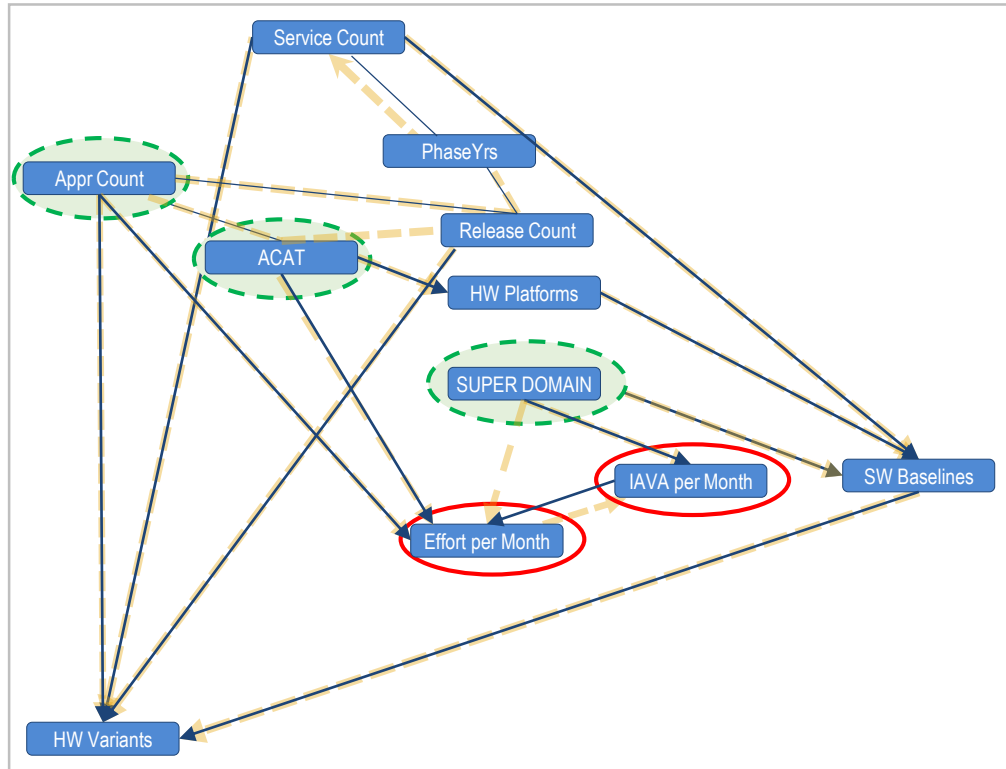 Service Count
PhaseYrs
Appr Count
Release Count
ACAT
HW Platforms
SUPER DOMAIN
IAVA per Month
SW Baselines
Effort per Month
HW Variants